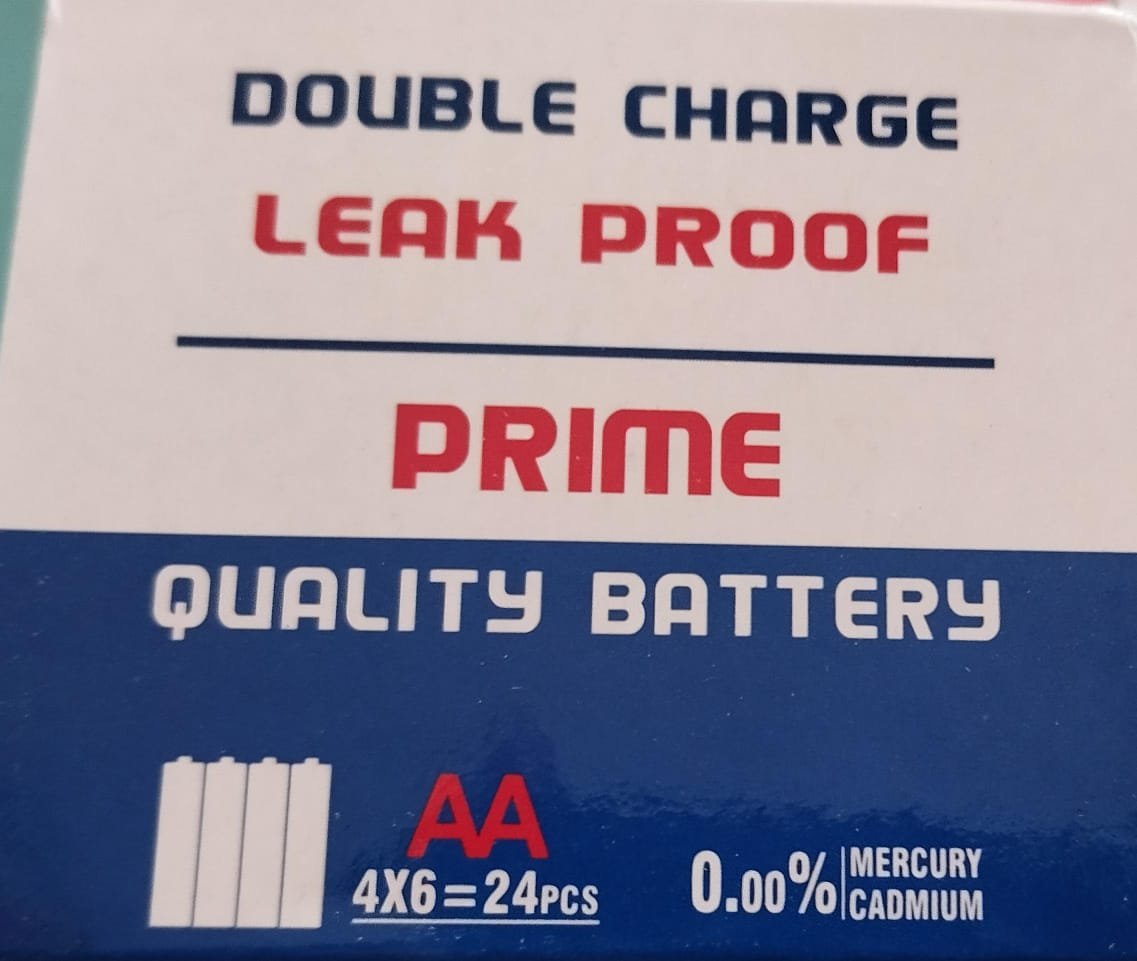 DOUBLE CHARGE
LEAK PROOF
PRIME
QUALITY BATTERY
AA
4X6=24PCS
0.00% MERCURY
CADMIUM